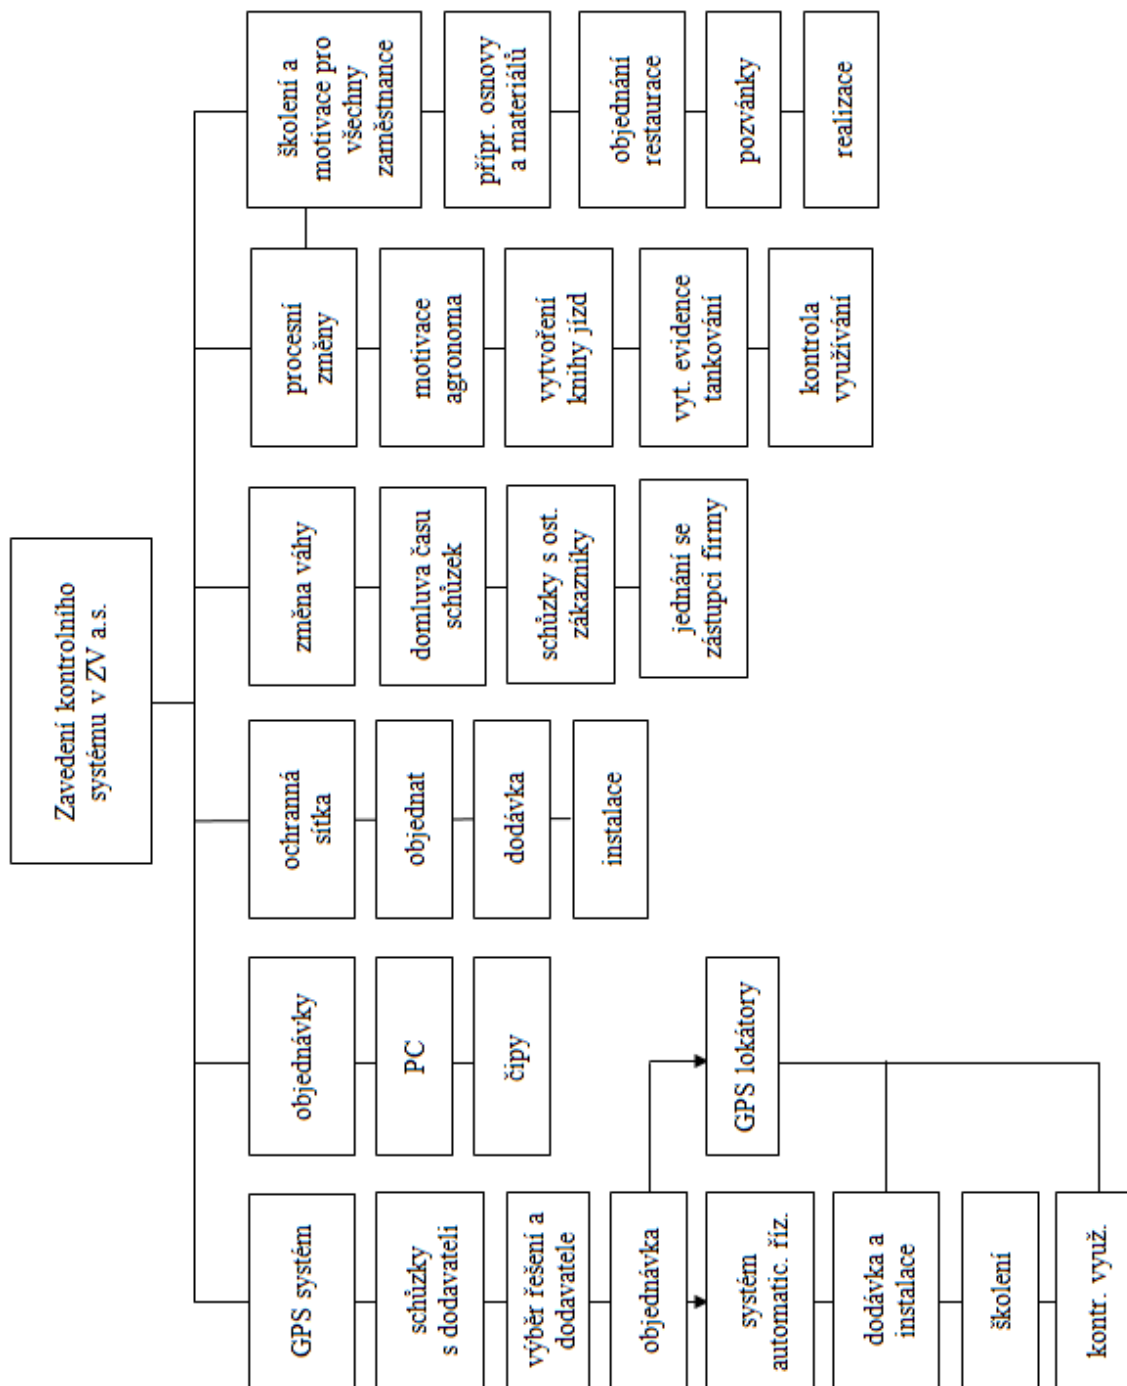 Zavedení kontrolního
systému v ZV a.s.
GPS systém
schůzky
s dodavateli
výběr řešení a
dodavatele
objednávka
systém
automatic. říz.
GPS lokátory
dodávka a
instalace
školení
kontr. využ.
objednávky
PC
čipy
ochranná
sítka
objednat
dodávka
instalace
změna váhy
domluva času
schůzek
schůzky s ost.
zákazníky
jednání se
zástupci firmy
procesní
změny
motivace
agronoma
vytvoření
knihy jízd
vyt. evidence
tankování
kontrola
využívání
školení a
motivace pro
všechny
zaměstnance
přípr. osnovy
a materiálů
objednání
restaurace
pozvánky
realizace